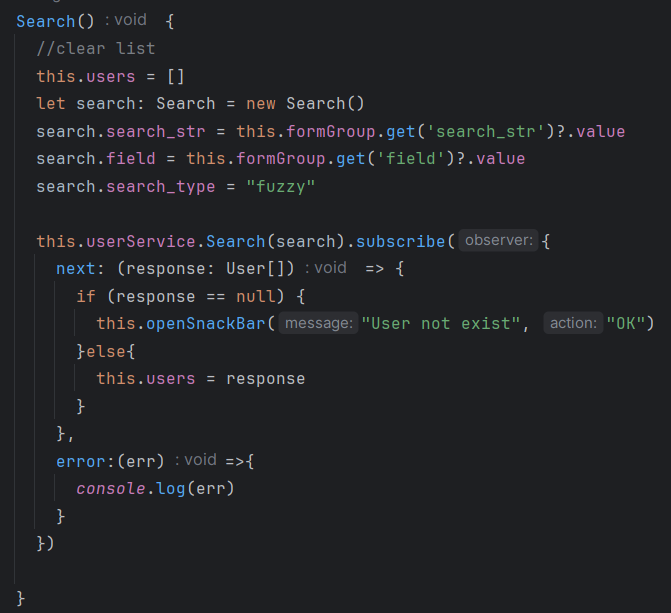 Search() : void {
//clear list
this.users = []
let search: Search = new Search()
search.search_str = this.formGroup.get('search_str')?.value
search.field = this.formGroup.get('field')?.value
search.search_type = "fuzzy"
this.userService.Search(search).subscribe( observer: {
next: (response: User[]) : void => {
if (response == null) {
this.openSnackBar( message: "User not exist", action: "OK")
}else{
this.users = response
}
},
error:(err) : void =>{
console.log(err)
}
})
}